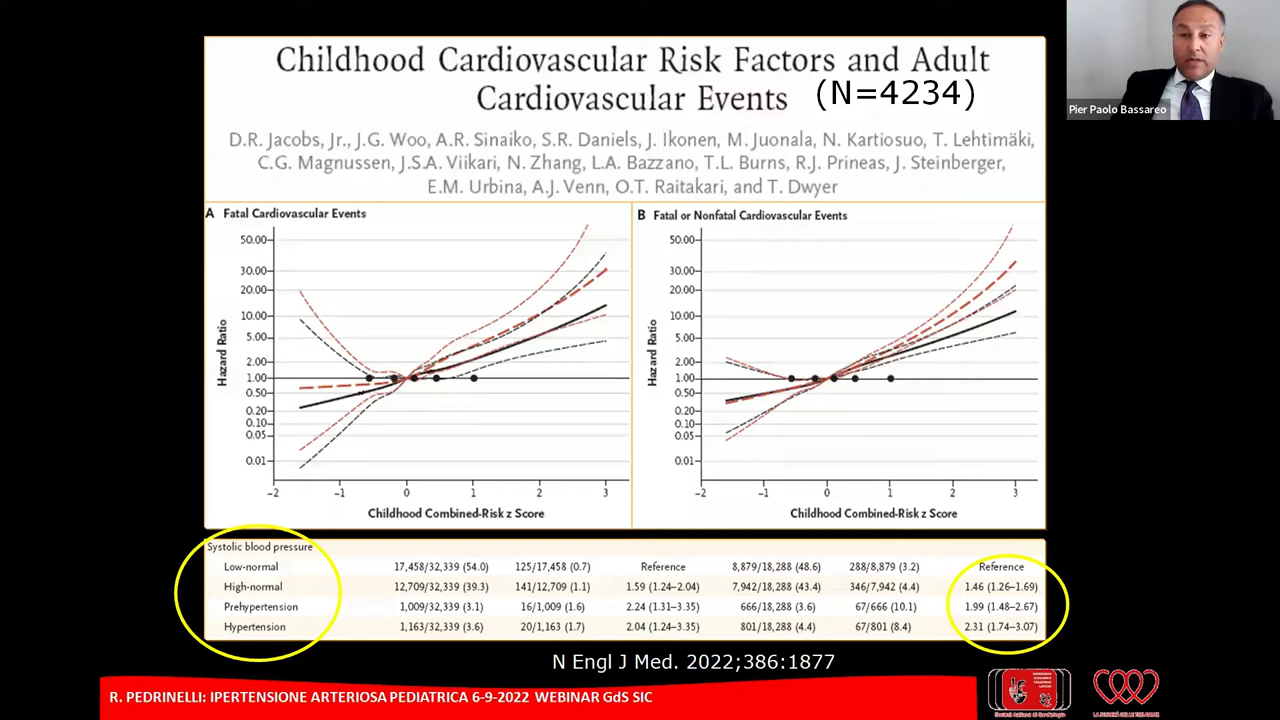 Childhood Cardiovascular Risk Factors and Adult
Cardiovascular Events (N=4234)
D.R. Jacobs, Jr., J.G. Woo, A.R. Sinaiko, S.R. Daniels, J. Ikonen, M. Juonala, N. Kartiosuo, T. Lehtimäki,
C.G. Magnussen, J.S.A. Viikari, N. Zhang, L.A. Bazzano, T.L. Burns, R.J. Prineas, J. Steinberger,
E.M. Urbina, A.J. Venn, O.T. Raitakari, and T. Dwyer
Pier Paolo Bassareo
A Fatal Cardiovascular Events
Hazard Ratio
50.00
30.00
20.00
10.00
5.00
2.00
1.00
0.50
0.20
0.10
0.05
0.01
−2 −1 0 1 2 3
Childhood Combined-Risk z Score
B Fatal or Nonfatal Cardiovascular Events
Hazard Ratio
50.00
30.00
20.00
10.00
5.00
2.00
1.00
0.50
0.20
0.10
0.05
0.01
−2 −1 0 1 2 3
Childhood Combined-Risk z Score
Systolic blood pressure
Low-normal 17,458/32,339 (54.0) 125/17,458 (0.7) Reference 8,879/18,288 (48.6) 288/8,879 (3.2) Reference
High-normal 12,709/32,339 (39.3) 141/12,709 (1.1) 1.59 (1.24–2.04) 7,942/18,288 (43.4) 346/7,942 (4.4) 1.46 (1.26–1.69)
Prehypertension 1,009/32,339 (3.1) 16/1,009 (1.6) 2.24 (1.31–3.35) 666/18,288 (3.6) 67/666 (10.1) 1.99 (1.48–2.67)
Hypertension 1,163/32,339 (3.6) 20/1,163 (1.7) 2.04 (1.24–3.35) 801/18,288 (4.4) 67/801 (8.4) 2.31 (1.74–3.07)
N Engl J Med. 2022;386:1877
R. PEDRINELLI: IPERTENSIONE ARTERIOSA PEDIATRICA 6-9-2022 WEBINAR GdS SIC